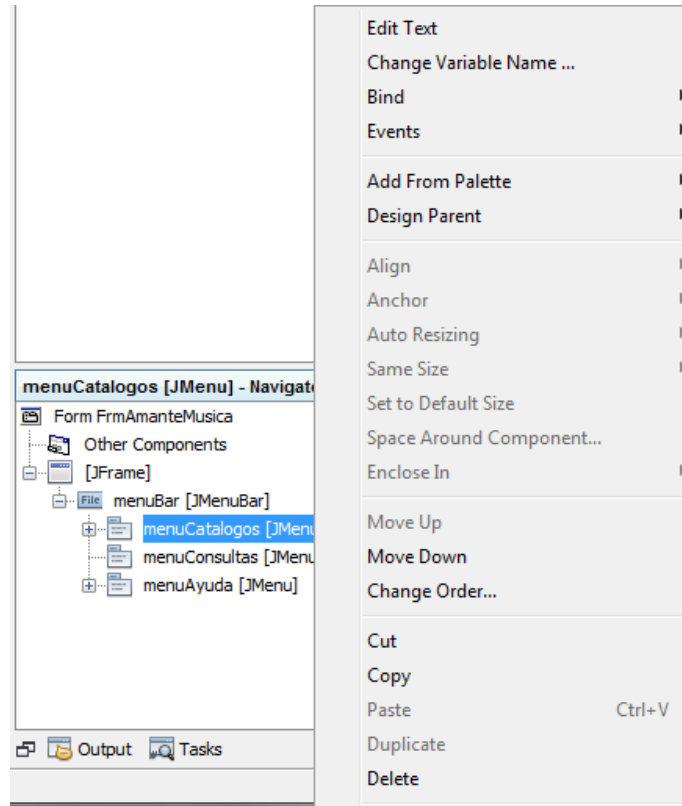 Edit Text
Change Variable Name ...
Bind
Events
Add From Palette
Design Parent
Align
Anchor
Auto Resizing
Same Size
Set to Default Size
Space Around Component...
Enclose In
Move Up
Move Down
Change Order...
Cut
Copy
Paste Ctrl+V
Duplicate
Delete
menuCatalogos [JMenu] - Navigat
Form FrmAmanteMusica
Other Components
[JFrame]
File menuBar [JMenuBar]
menuCatalogos [JMenu
menuConsultas [JMenu
menuAyuda [JMenu]
Output Tasks